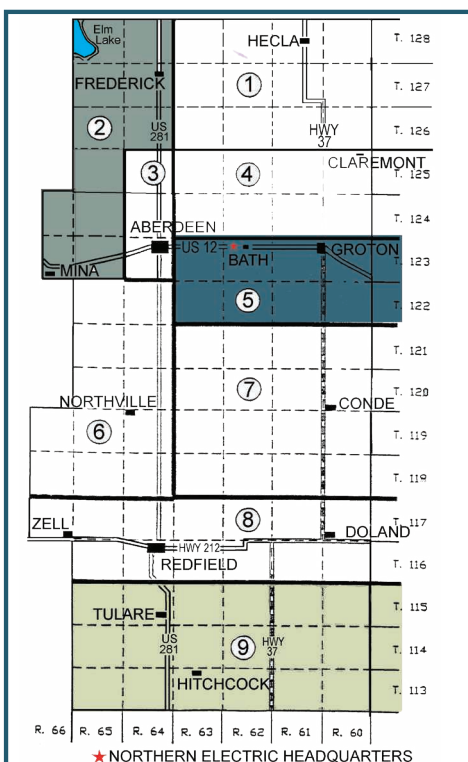 Elm
Lake
HECLA
T. 128
FREDERICK
1
T. 127
2
US
281
HWY
37
T. 126
3
CLAREMONT
4
T. 125
T. 124
ABERDEEN
US 12
BATH
GROTON
MINA
T. 123
5
T. 122
T. 121
7
T. 120
NORTHVILLE
CONDE
6
T. 119
T. 118
8
T. 117
ZELL
DOLAND
HWY 212
REDFIELD
T. 116
TULARE
T. 115
US
281
9
HWY
37
T. 114
HITCHCOCK
T. 113
R. 66 R. 65 R. 64 R. 63 R. 62 R. 61 R. 60
★NORTHERN ELECTRIC HEADQUARTERS